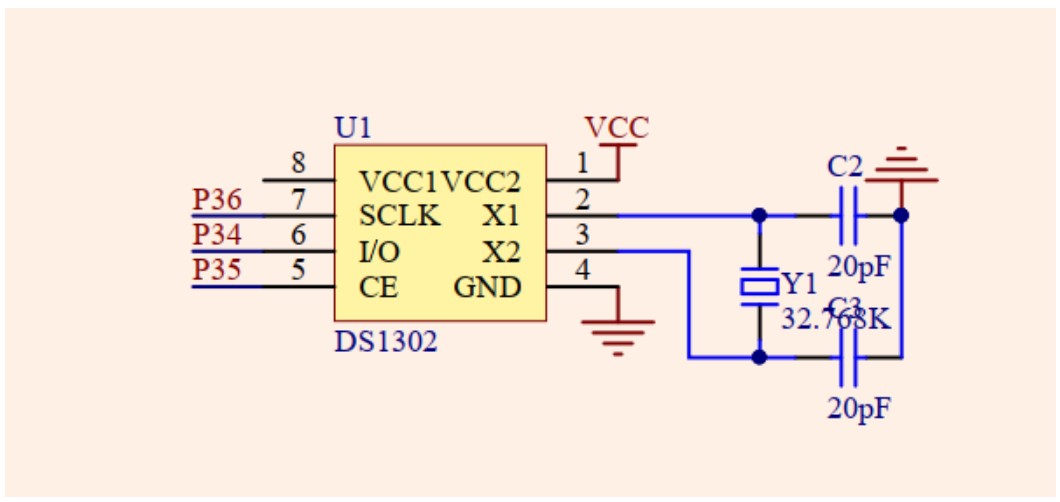 U1
VCC
8
VCC1
VCC2
1
P36
7
SCLK
X1
2
P34
6
I/O
X2
3
P35
5
CE
GND
4
DS1302
C2
20pF
Y1
32.768K
C3
20pF